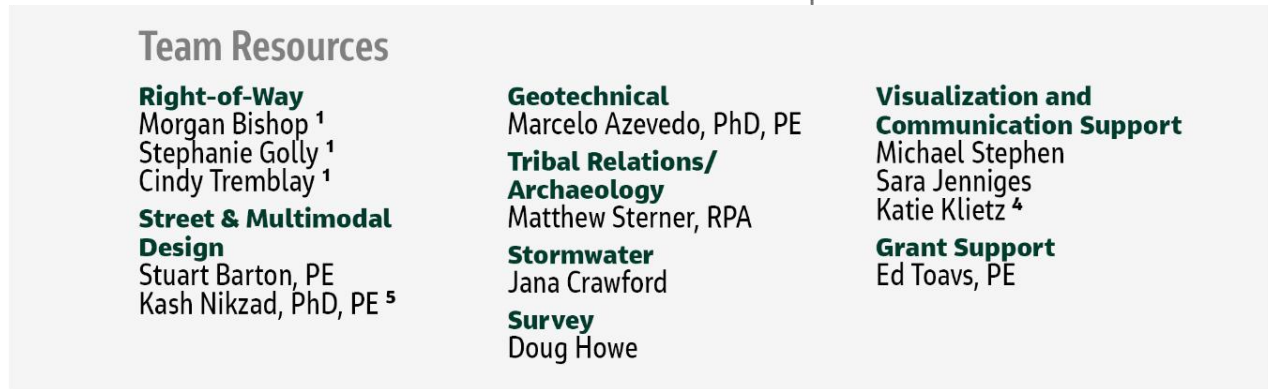 Team Resources
Right-of-Way
Morgan Bishop ¹
Stephanie Golly ¹
Cindy Tremblay ¹
Street & Multimodal
Design
Stuart Barton, PE
Kash Nikzad, PhD, PE ⁵
Geotechnical
Marcelo Azevedo, PhD, PE
Tribal Relations/
Archaeology
Matthew Sterner, RPA
Stormwater
Jana Crawford
Survey
Doug Howe
Visualization and
Communication Support
Michael Stephen
Sara Jenniges
Katie Klietz ⁴
Grant Support
Ed Toavs, PE